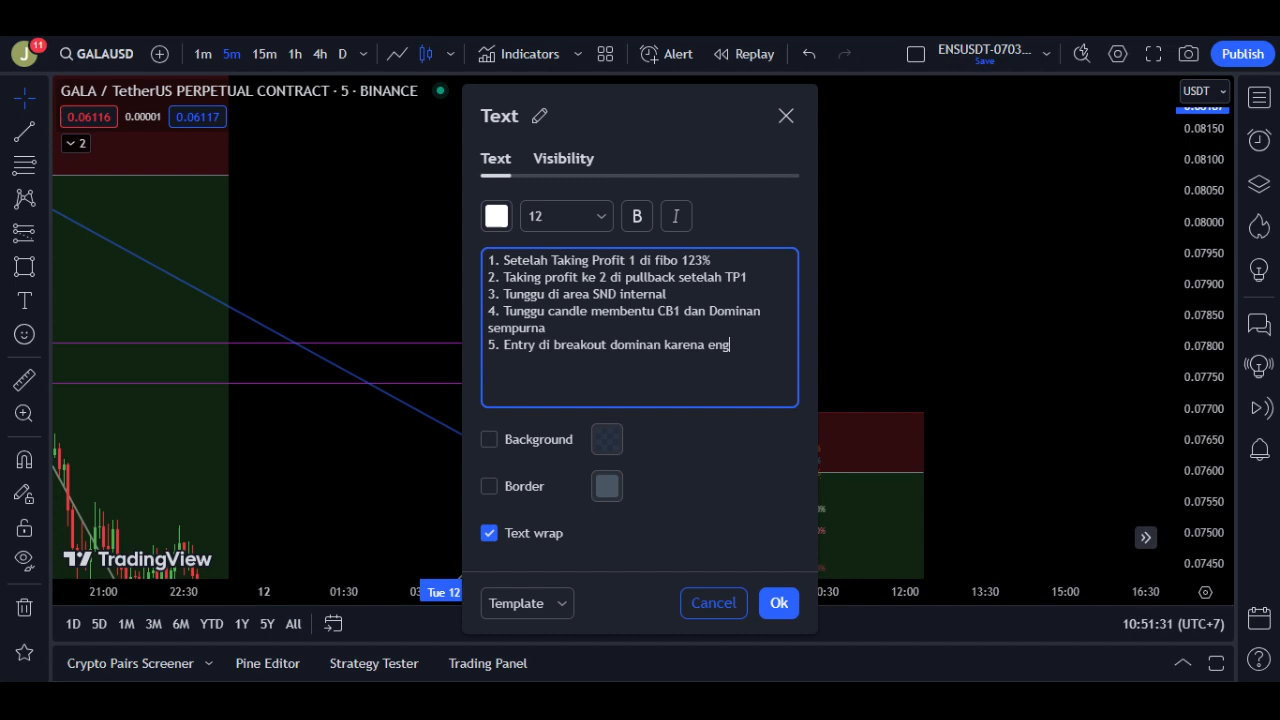 J
11
GALAUSD
1m 5m 15m 1h 4h D
Indicators
Alert
Replay
ENSUSDT-0703...
Save
Publish
GALA / TetherUS PERPETUAL CONTRACT · 5 · BINANCE
0.06116 0.00001 0.06117
2
USDT
0.08150
0.08100
0.08050
0.08000
0.07950
0.07900
0.07850
0.07800
0.07750
0.07700
0.07650
0.07600
0.07550
0.07500
0.07450
Text
Text Visibility
12
B I
1. Setelah Taking Profit 1 di fibo 123%
2. Taking profit ke 2 di pullback setelah TP1
3. Tunggu di area SND internal
4. Tunggu candle membentu CB1 dan Dominan
sempurna
5. Entry di breakout dominan karena eng
Background
Border
Text wrap
Template
Cancel
Ok
TradingView
21:00 22:30 12 01:30 Tue 12 12:00 13:30 15:00 16:30
1D 5D 1M 3M 6M YTD 1Y 5Y All
10:51:31 (UTC+7)
Crypto Pairs Screener Pine Editor Strategy Tester Trading Panel